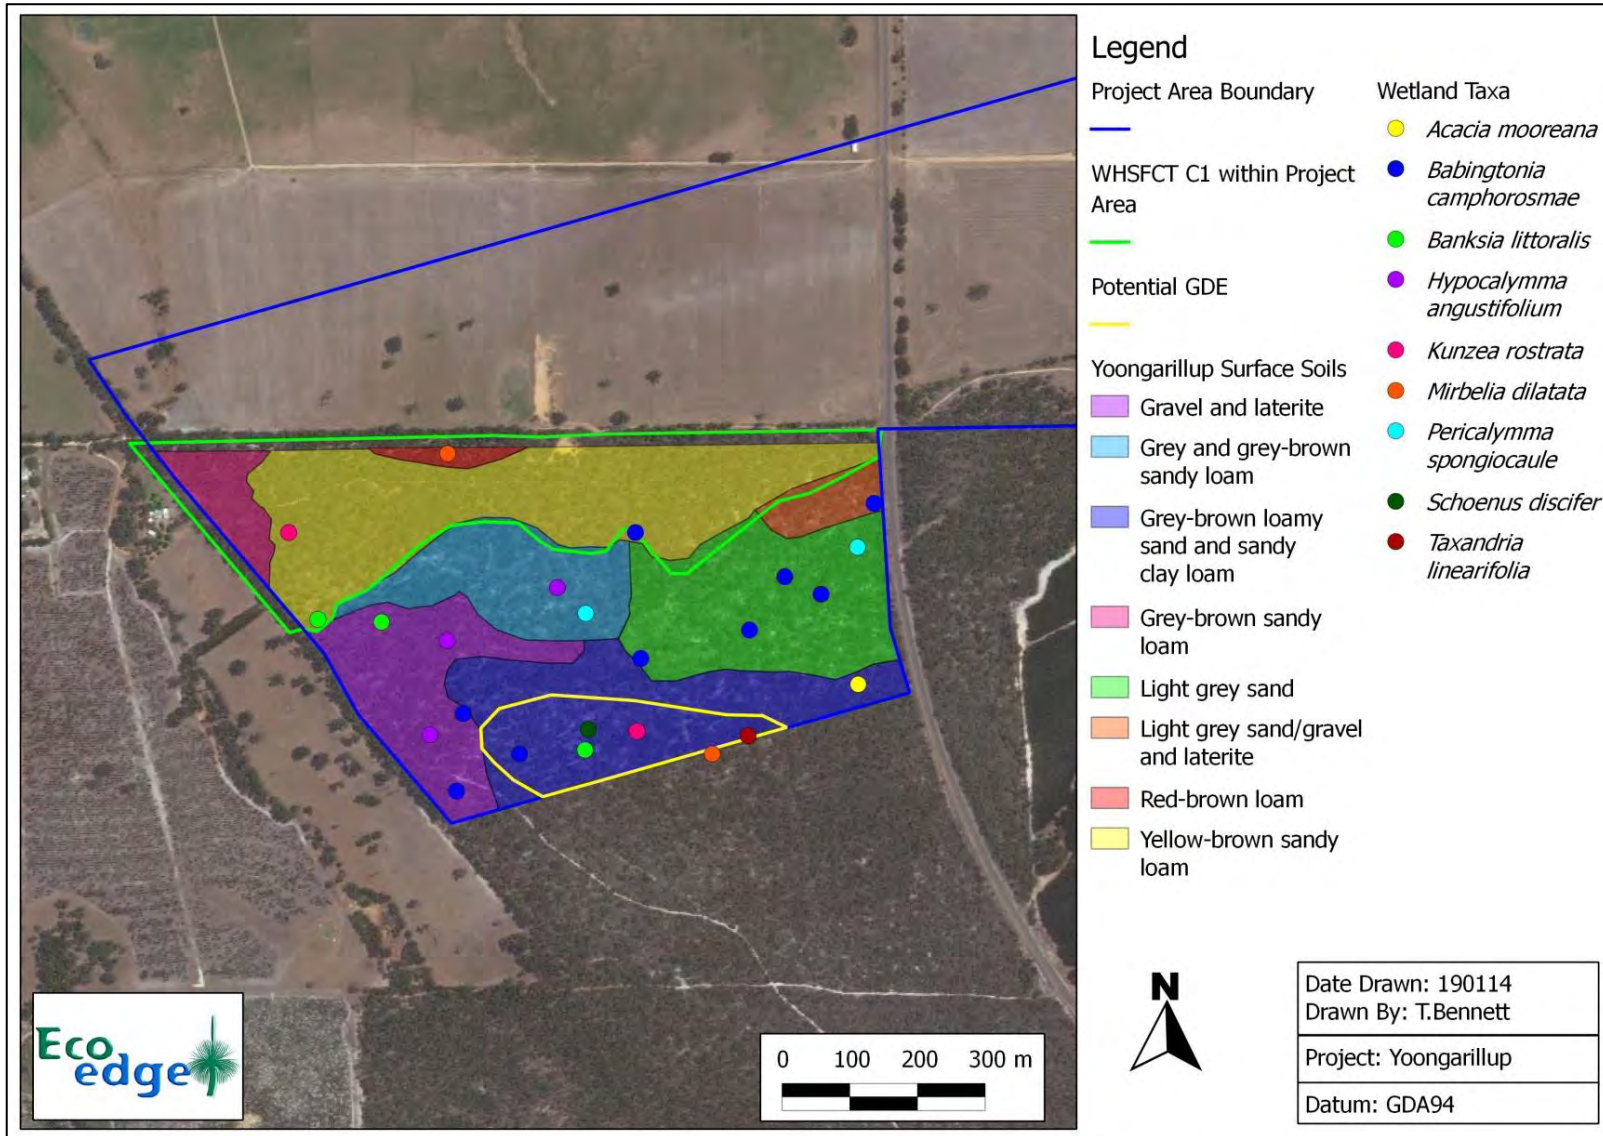 Legend
Project Area Boundary
WHSFCT C1 within Project
Area
Potential GDE
Yoongarillup Surface Soils
Gravel and laterite
Grey and grey-brown
sandy loam
Grey-brown loamy
sand and sandy
clay loam
Grey-brown sandy
loam
Light grey sand
Light grey sand/gravel
and laterite
Red-brown loam
Yellow-brown sandy
loam
Wetland Taxa
Acacia mooreana
Babingtonia
camphorosmae
Banksia littoralis
Hypocalymma
angustifolium
Kunzea rostrata
Mirbelia dilatata
Pericalymma
spongiocaule
Schoenus discifer
Taxandria
linearifolia
Eco
edge
0 100 200 300 m
N
Date Drawn: 190114
Drawn By: T.Bennett
Project: Yoongarillup
Datum: GDA94